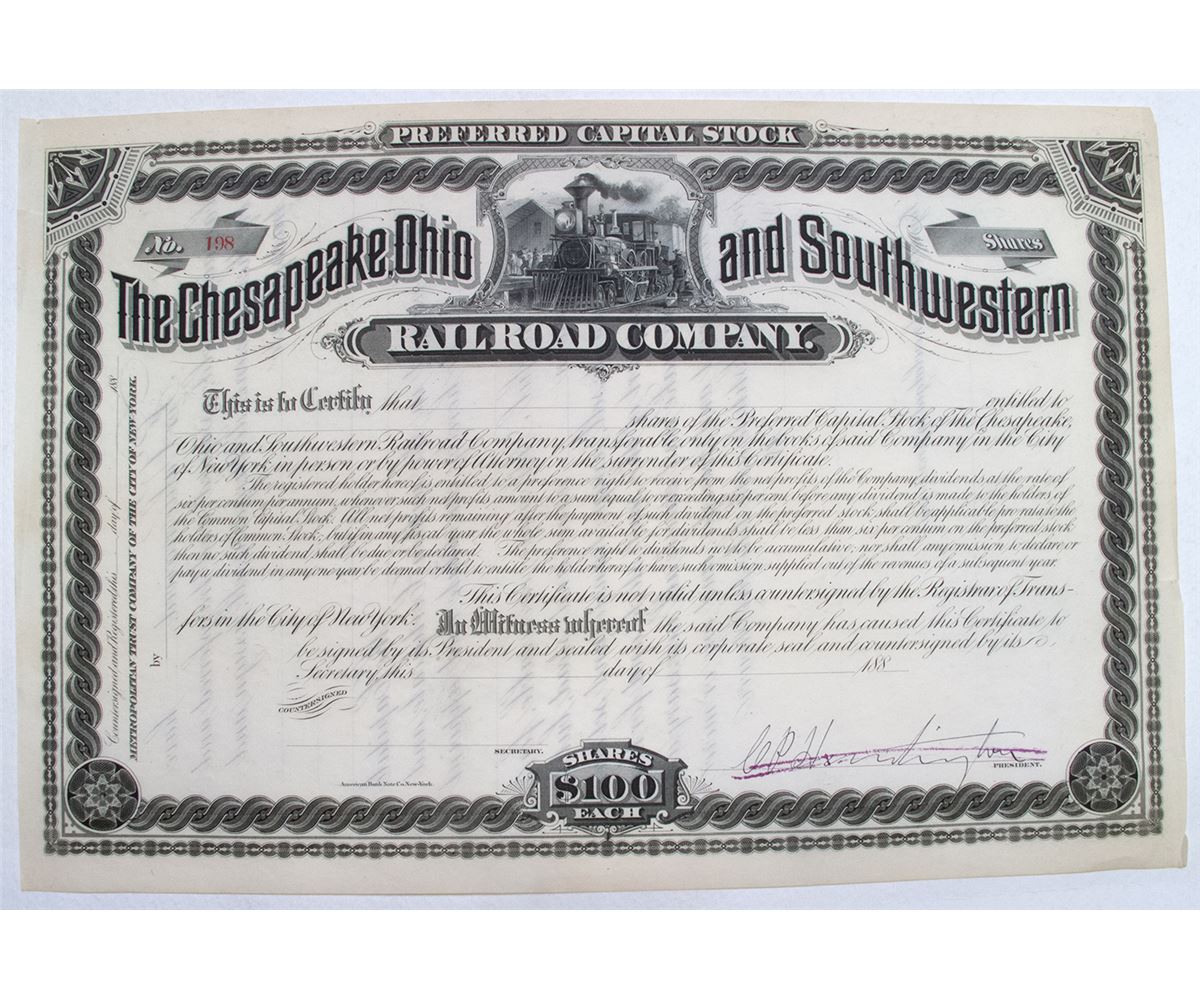 PREFERRED CAPITAL STOCK
No. 198
Shares
The Chesapeake, Ohio and Southwestern
RAILROAD COMPANY.
This is to Certify that entitled to
shares of the Preferred Capital Stock of The Chesapeake,
Ohio and Southwestern Railroad Company, transferable only on the books of said Company in the City
of New York in person or by power of Attorney on the surrender of this Certificate.
The registered holder hereof is entitled to a preference right to receive from the net profits of the Company, dividends at the rate of
six per centum per annum, whenever such net profits amount to a sum equal to or exceeding six per cent. before any dividend is made to the holders of
the Common Capital Stock. All net profits remaining after the payment of such dividend on the preferred stock shall be applicable pro rata to the
holders of Common Stock, but if in any fiscal year the whole sum available for dividends shall be less than six per centum on the preferred stock
then no such dividend shall be due or be declared. The preference right to dividends not to be accumulative, nor shall any omission to declare or
pay a dividend in any one year, be deemed or held to entitle the holder hereof to have such omission supplied out of the revenues of a subsequent year.
This Certificate is not valid unless countersigned by the Registrar of Trans-
fers in the City of New York. In Witness whereof the said Company has caused this Certificate to
be signed by its President and sealed with its corporate seal and countersigned by its
Secretary, this day of 188
COUNTERSIGNED
SECRETARY.
C.P. Huntington
PRESIDENT.
American Bank Note Co. New-York.
SHARES
$100
EACH
Countersigned and Registered this day of 188
METROPOLITAN TRUST COMPANY OF THE CITY OF NEW YORK.
by